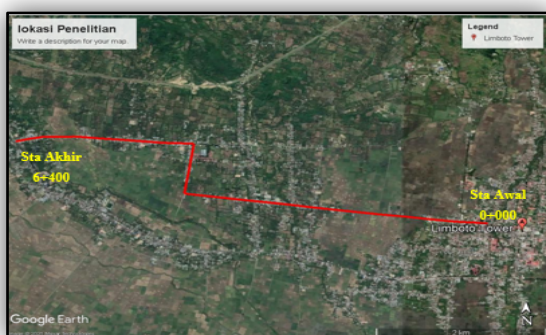 lokasi Penelitian
Write a description for your map.
Legend
Limboto Tower
Sta Akhir
6+400
Sta Awal
0+000
Limboto Tower
Google Earth
2 km
N